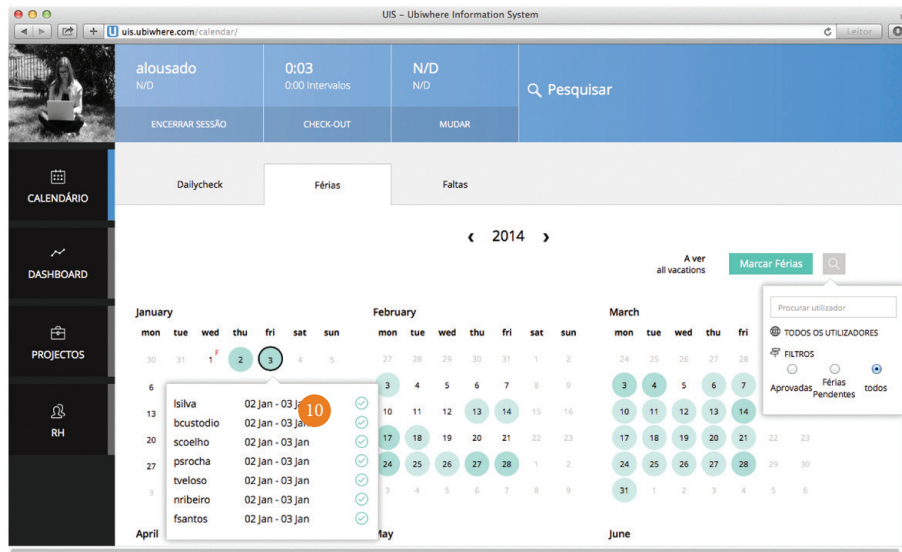 UIS – Ubiwhere Information System
U uis.ubiwhere.com/calendar/
Leitor
alousado 0:03 N/D
N/D 0:00 Intervalos N/D
Pesquisar
ENCERRAR SESSÃO CHECK-OUT MUDAR
CALENDÁRIO
DASHBOARD
PROJECTOS
RH
Dailycheck Férias Faltas
‹ 2014 ›
A ver
all vacations
Marcar Férias
Procurar utilizador
TODOS OS UTILIZADORES
FILTROS
Aprovadas Férias Pendentes todos
January
mon tue wed thu fri sat sun
30 31 1 F 2 3 4 5
6
13
20
27
3
lsilva 02 Jan - 03 Jan
bcustodio 02 Jan - 03 Jan
scoelho 02 Jan - 03 Jan
psrocha 02 Jan - 03 Jan
tveloso 02 Jan - 03 Jan
nribeiro 02 Jan - 03 Jan
fsantos 02 Jan - 03 Jan
10
February
mon tue wed thu fri sat sun
27 28 29 30 31 1 2
3 4 5 6 7 8 9
10 11 12 13 14 15 16
17 18 19 20 21 22 23
24 25 26 27 28 1 2
3 4 5 6 7 8 9
March
mon tue wed thu fri
24 25 26 27 28
3 4 5 6 7
10 11 12 13 14
17 18 19 20 21 22 23
24 25 26 27 28 29 30
31 1 2 3 4 5 6
April May June